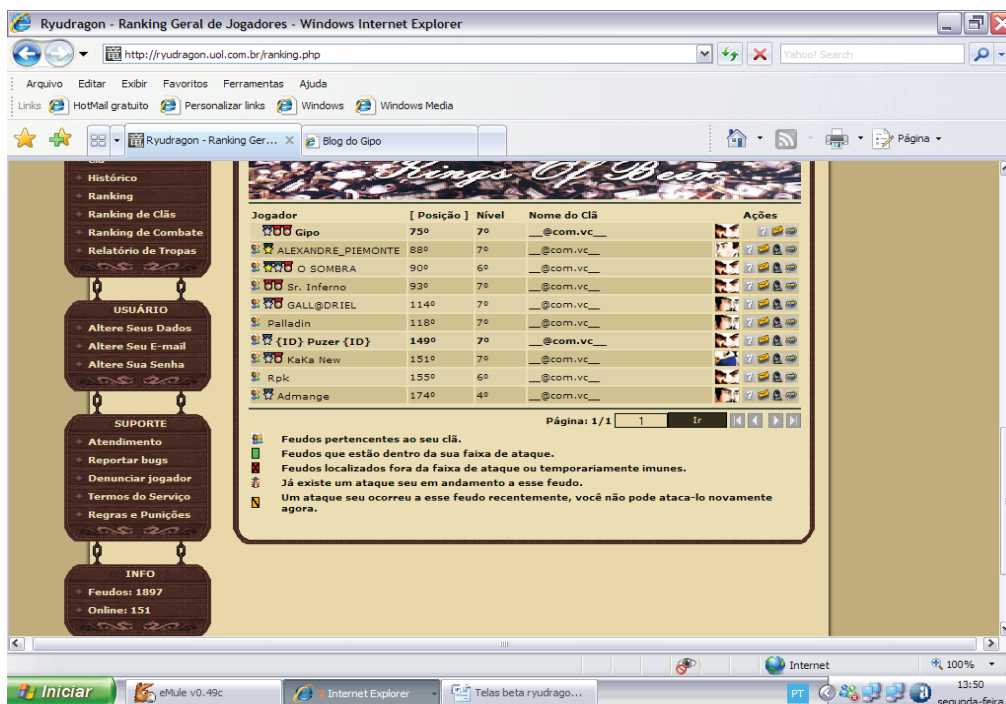 Ryudragon - Ranking Geral de Jogadores - Windows Internet Explorer
http://ryudragon.uol.com.br/ranking.php
Yahoo! Search
Arquivo Editar Exibir Favoritos Ferramentas Ajuda
Links HotMail gratuito Personalizar links Windows Windows Media
Ryudragon - Ranking Ger... X Blog do Gipo
Página
Clã
Histórico
Ranking
Ranking de Clãs
Ranking de Combate
Relatório de Tropas
USUÁRIO
Altere Seus Dados
Altere Seu E-mail
Altere Sua Senha
SUPORTE
Atendimento
Reportar bugs
Denunciar jogador
Termos do Serviço
Regras e Punições
INFO
Feudos: 1897
Online: 151
Kings Of Beer
Jogador [ Posição ] Nível Nome do Clã Ações
Gipo 75º 7º __@com.vc__
ALEXANDRE_PIEMONTE 88º 7º __@com.vc__
O SOMBRA 90º 6º __@com.vc__
Sr. Inferno 93º 7º __@com.vc__
GALL@DRIEL 114º 7º __@com.vc__
Palladin 118º 7º __@com.vc__
{ID} Puzer {ID} 149º 7º __@com.vc__
KaKa New 151º 7º __@com.vc__
Rpk 155º 6º __@com.vc__
Admange 174º 4º __@com.vc__
Página: 1/1 1 Ir
Feudos pertencentes ao seu clã.
Feudos que estão dentro da sua faixa de ataque.
Feudos localizados fora da faixa de ataque ou temporariamente imunes.
Já existe um ataque seu em andamento a esse feudo.
Um ataque seu ocorreu a esse feudo recentemente, você não pode ataca-lo novamente
agora.
Internet 100%
Iniciar eMule v0.49c 2 Internet Explorer Telas beta ryudrago... PT 13:50
segunda-feira